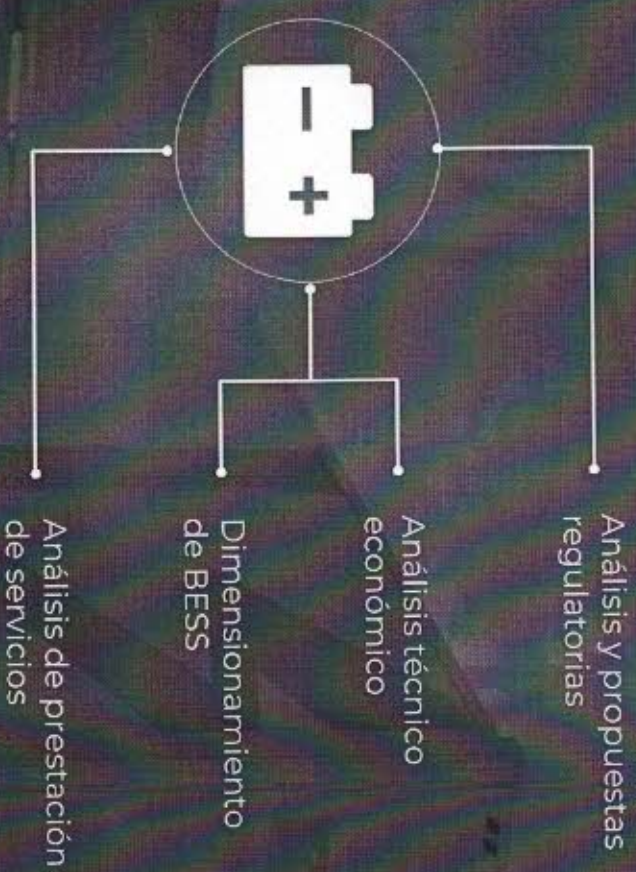 Análisis y propuestas
regulatorias
Análisis técnico
económico
Dimensionamiento
de BESS
Análisis de prestación
de servicios